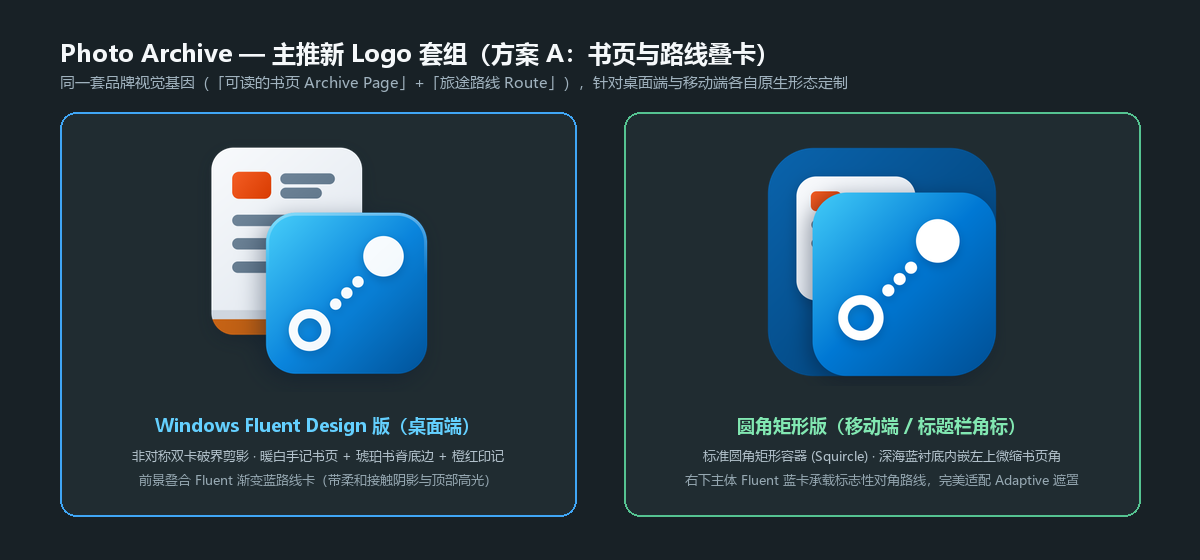 Photo Archive — 主推新 Logo 套组（方案 A：书页与路线叠卡）
同一套品牌视觉基因（「可读的书页 Archive Page」+「旅途路线 Route」），针对桌面端与移动端各自原生形态定制
Windows Fluent Design 版（桌面端）
非对称双卡破界剪影 · 暖白手记书页 + 琥珀书脊底边 + 橙红印记
前景叠合 Fluent 渐变蓝路线卡（带柔和接触阴影与顶部高光）
圆角矩形版（移动端 / 标题栏角标）
标准圆角矩形容器 (Squircle) · 深海蓝衬底内嵌左上微缩书页角
右下主体 Fluent 蓝卡承载标志性对角路线，完美适配 Adaptive 遮罩